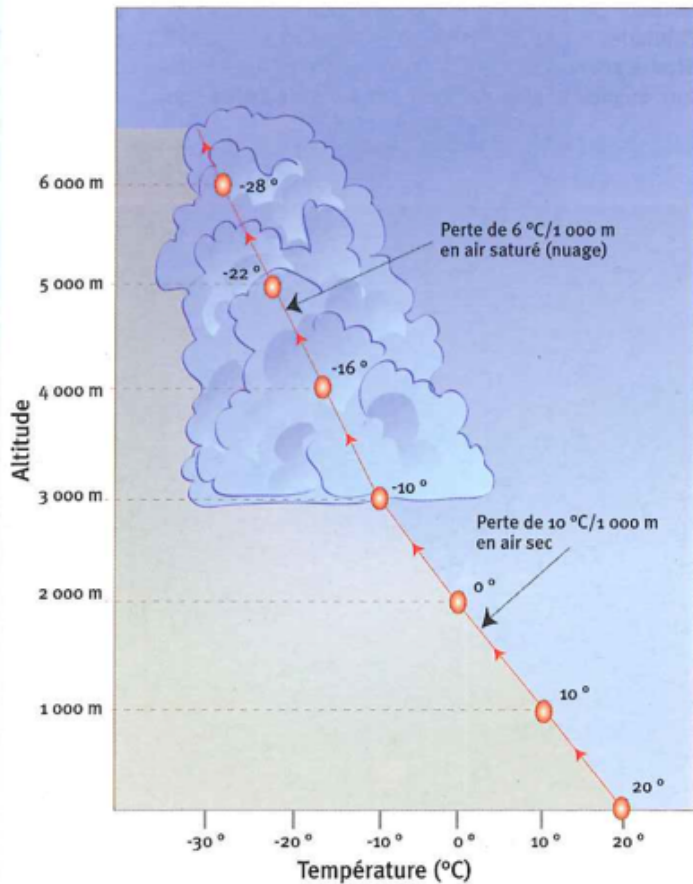 6 000 m
-28 °
Perte de 6 °C/1 000 m
en air saturé (nuage)
-22 °
5 000 m
-16 °
4 000 m
Altitude
-10 °
3 000 m
Perte de 10 °C/1 000 m
en air sec
0 °
2 000 m
10 °
1 000 m
20 °
-30 ° -20 ° -10 ° 0 ° 10 ° 20 °
Température (°C)